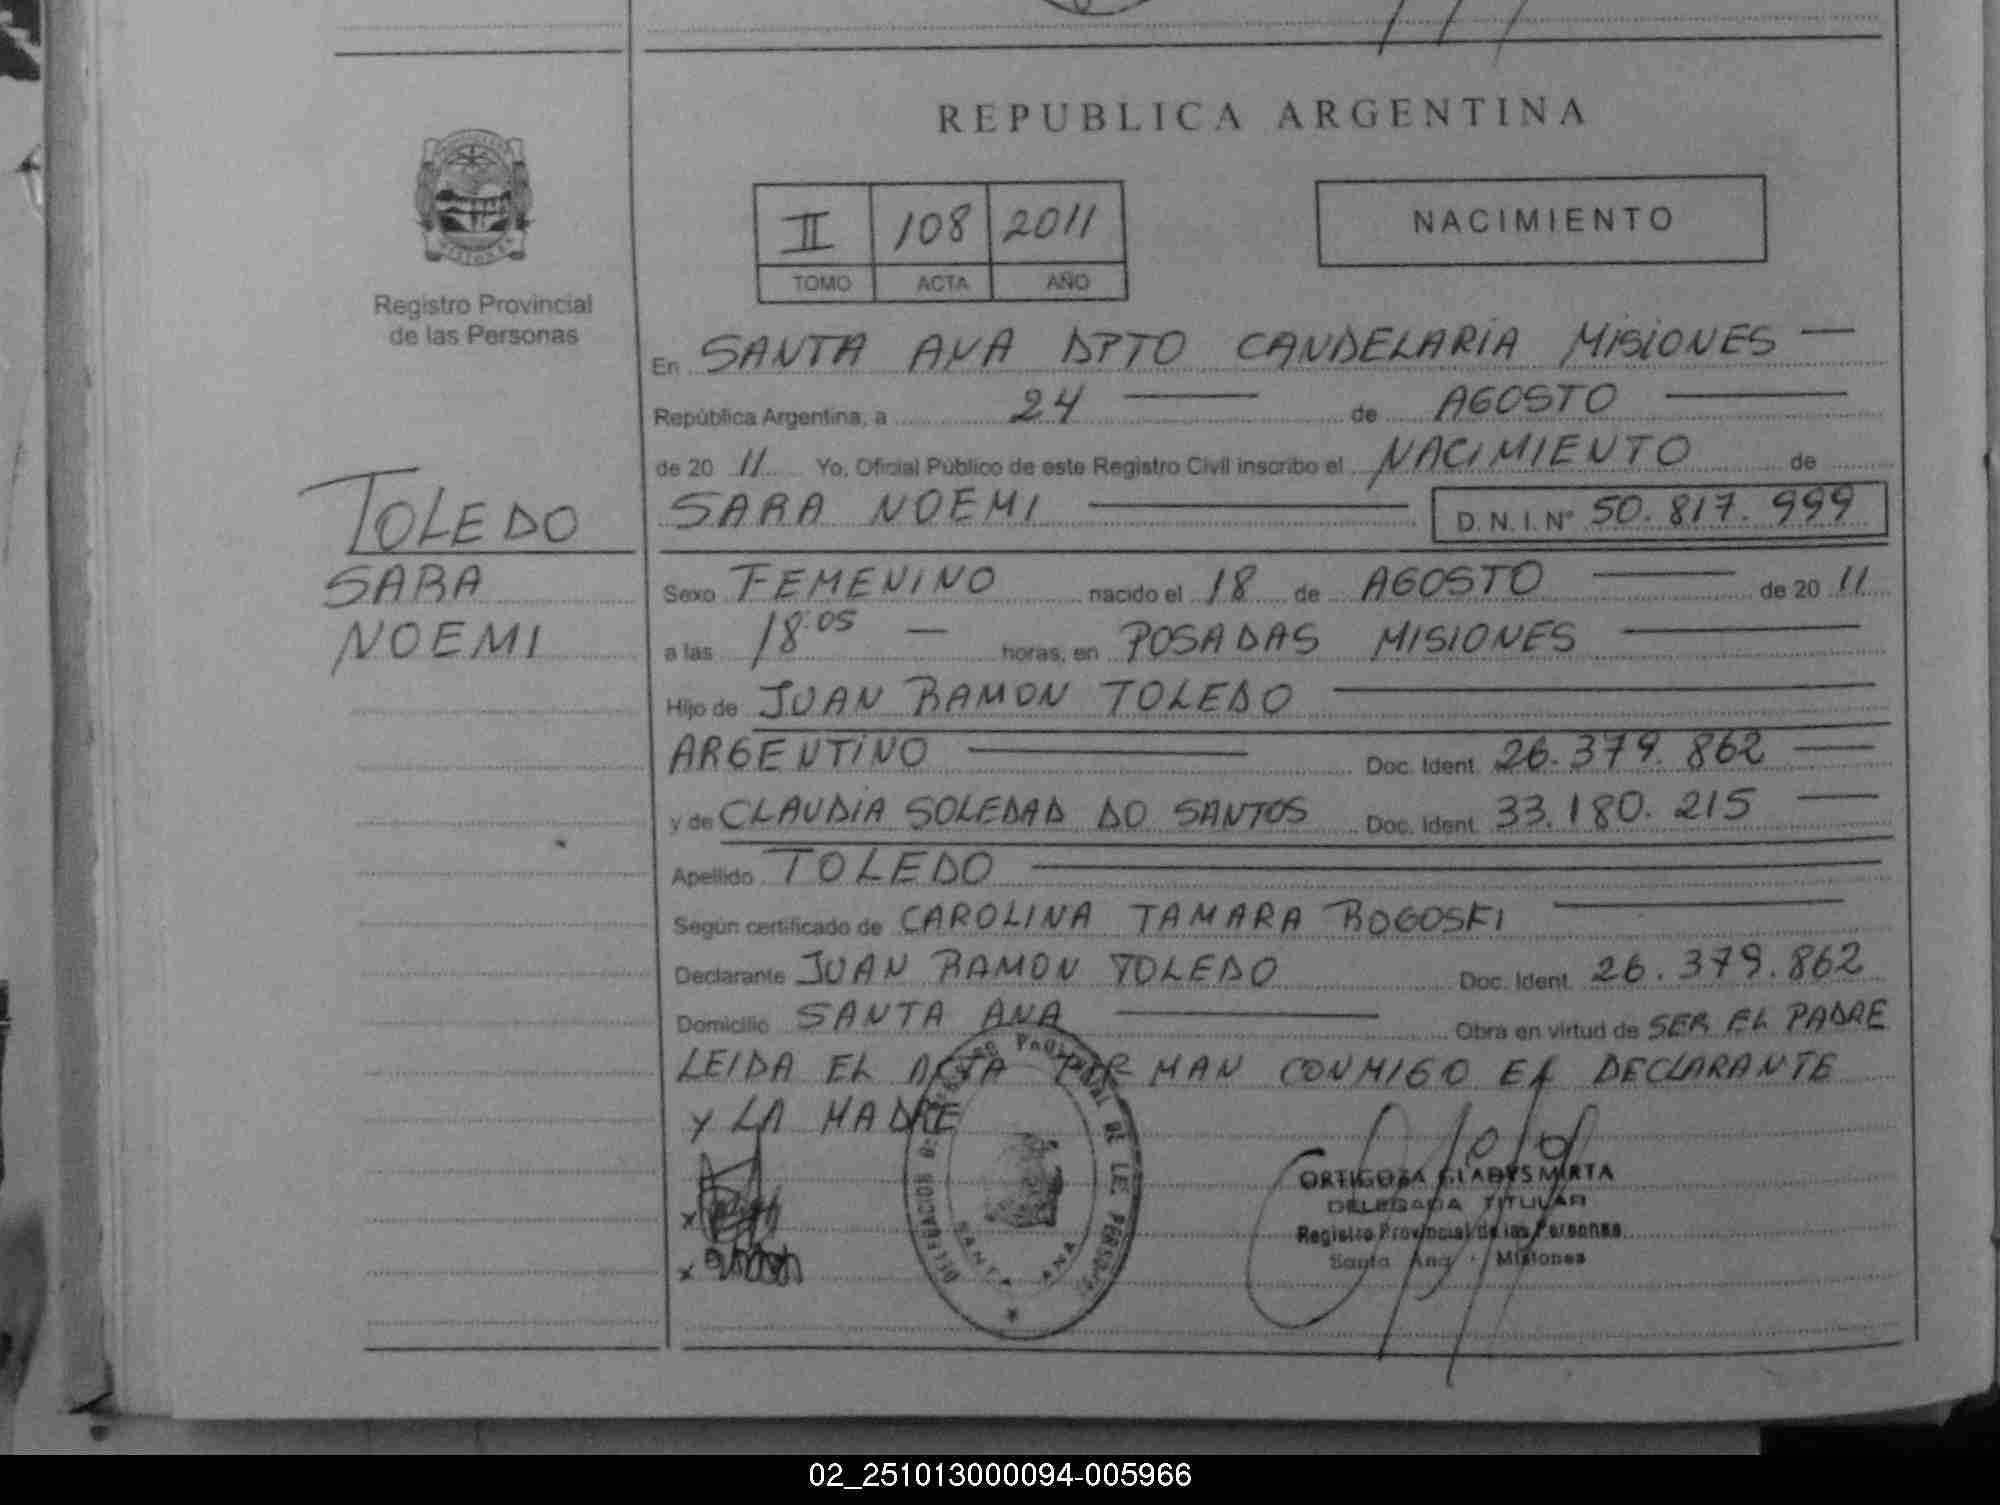 REPUBLICA ARGENTINA
II 108 2011
TOMO ACTA AÑO
NACIMIENTO
Registro Provincial
de las Personas
TOLEDO
SARA
NOEMI
En SANTA ANA DPTO CANDELARIA MISIONES
República Argentina, a 24 de AGOSTO
de 20 11 Yo, Oficial Público de este Registro Civil inscribo el NACIMIENTO de
SARA NOEMI D.N.I. Nº 50.817.999
Sexo FEMENINO nacido el 18 de AGOSTO de 20 11
a las 18:05 horas, en POSADAS MISIONES
Hijo de JUAN RAMON TOLEDO
ARGENTINO Doc. Ident. 26.379.862
y de CLAUDIA SOLEDAD DO SANTOS Doc. Ident. 33.180.215
Apellido TOLEDO
Según certificado de CAROLINA TAMARA ROGOSKI
Declarante JUAN RAMON TOLEDO Doc. Ident. 26.379.862
Domicilio SANTA ANA Obra en virtud de SER EL PADRE
LEIDA EL ACTA FIRMAN CONMIGO EL DECLARANTE
Y LA MADRE
SANTA ANA
ORTIGOZA GLADYS MIRTA
DELEGADA TITULAR
Registro Provincial de las Personas
Santa Ana - Misiones
02_251013000094-005966